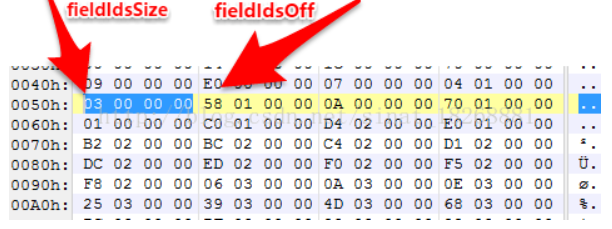 fieldIdsSize fieldIdsOff
0040h: 09 00 00 00 E0 00 00 00 07 00 00 00 04 01 00 00 ..
0050h: 03 00 00 00 58 01 00 00 0A 00 00 00 70 01 00 00 ..
0060h: 01 00 00 00 C0 01 00 00 D4 02 00 00 E0 01 00 00 ..
0070h: B2 02 00 00 BC 02 00 00 C4 02 00 00 D1 02 00 00 ².
0080h: DC 02 00 00 ED 02 00 00 F0 02 00 00 F5 02 00 00 Ü.
0090h: F8 02 00 00 06 03 00 00 0A 03 00 00 0E 03 00 00 ø.
00A0h: 25 03 00 00 39 03 00 00 4D 03 00 00 68 03 00 00 %.